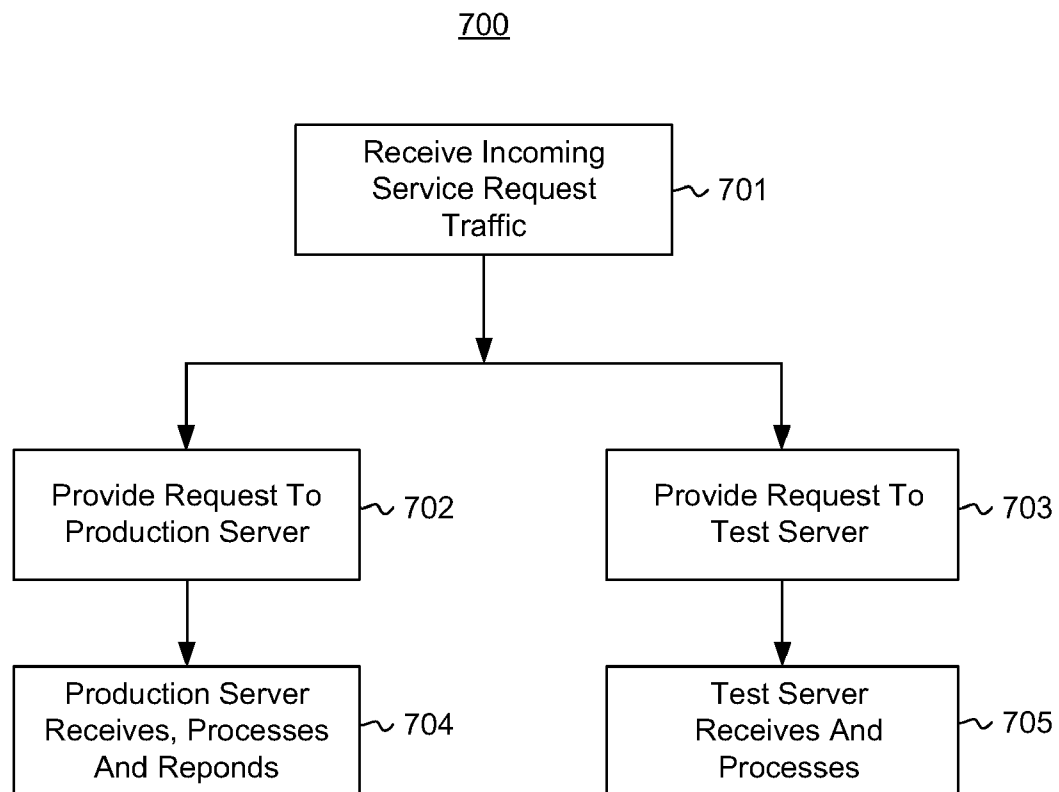 700
Receive Incoming
Service Request
Traffic
701
Provide Request To
Production Server
702
Provide Request To
Test Server
703
Production Server
Receives, Processes
And Reponds
704
Test Server
Receives And
Processes
705